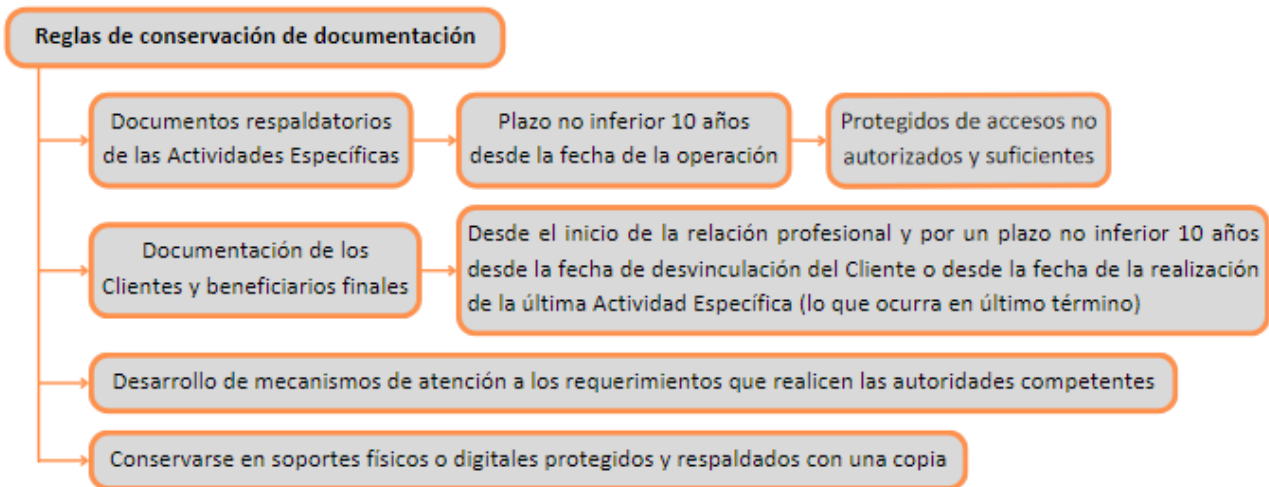 Reglas de conservación de documentación
Documentos respaldatorios
de las Actividades Específicas
Plazo no inferior 10 años
desde la fecha de la operación
Protegidos de accesos no
autorizados y suficientes
Documentación de los
Clientes y beneficiarios finales
Desde el inicio de la relación profesional y por un plazo no inferior 10 años
desde la fecha de desvinculación del Cliente o desde la fecha de la realización
de la última Actividad Específica (lo que ocurra en último término)
Desarrollo de mecanismos de atención a los requerimientos que realicen las autoridades competentes
Conservarse en soportes físicos o digitales protegidos y respaldados con una copia